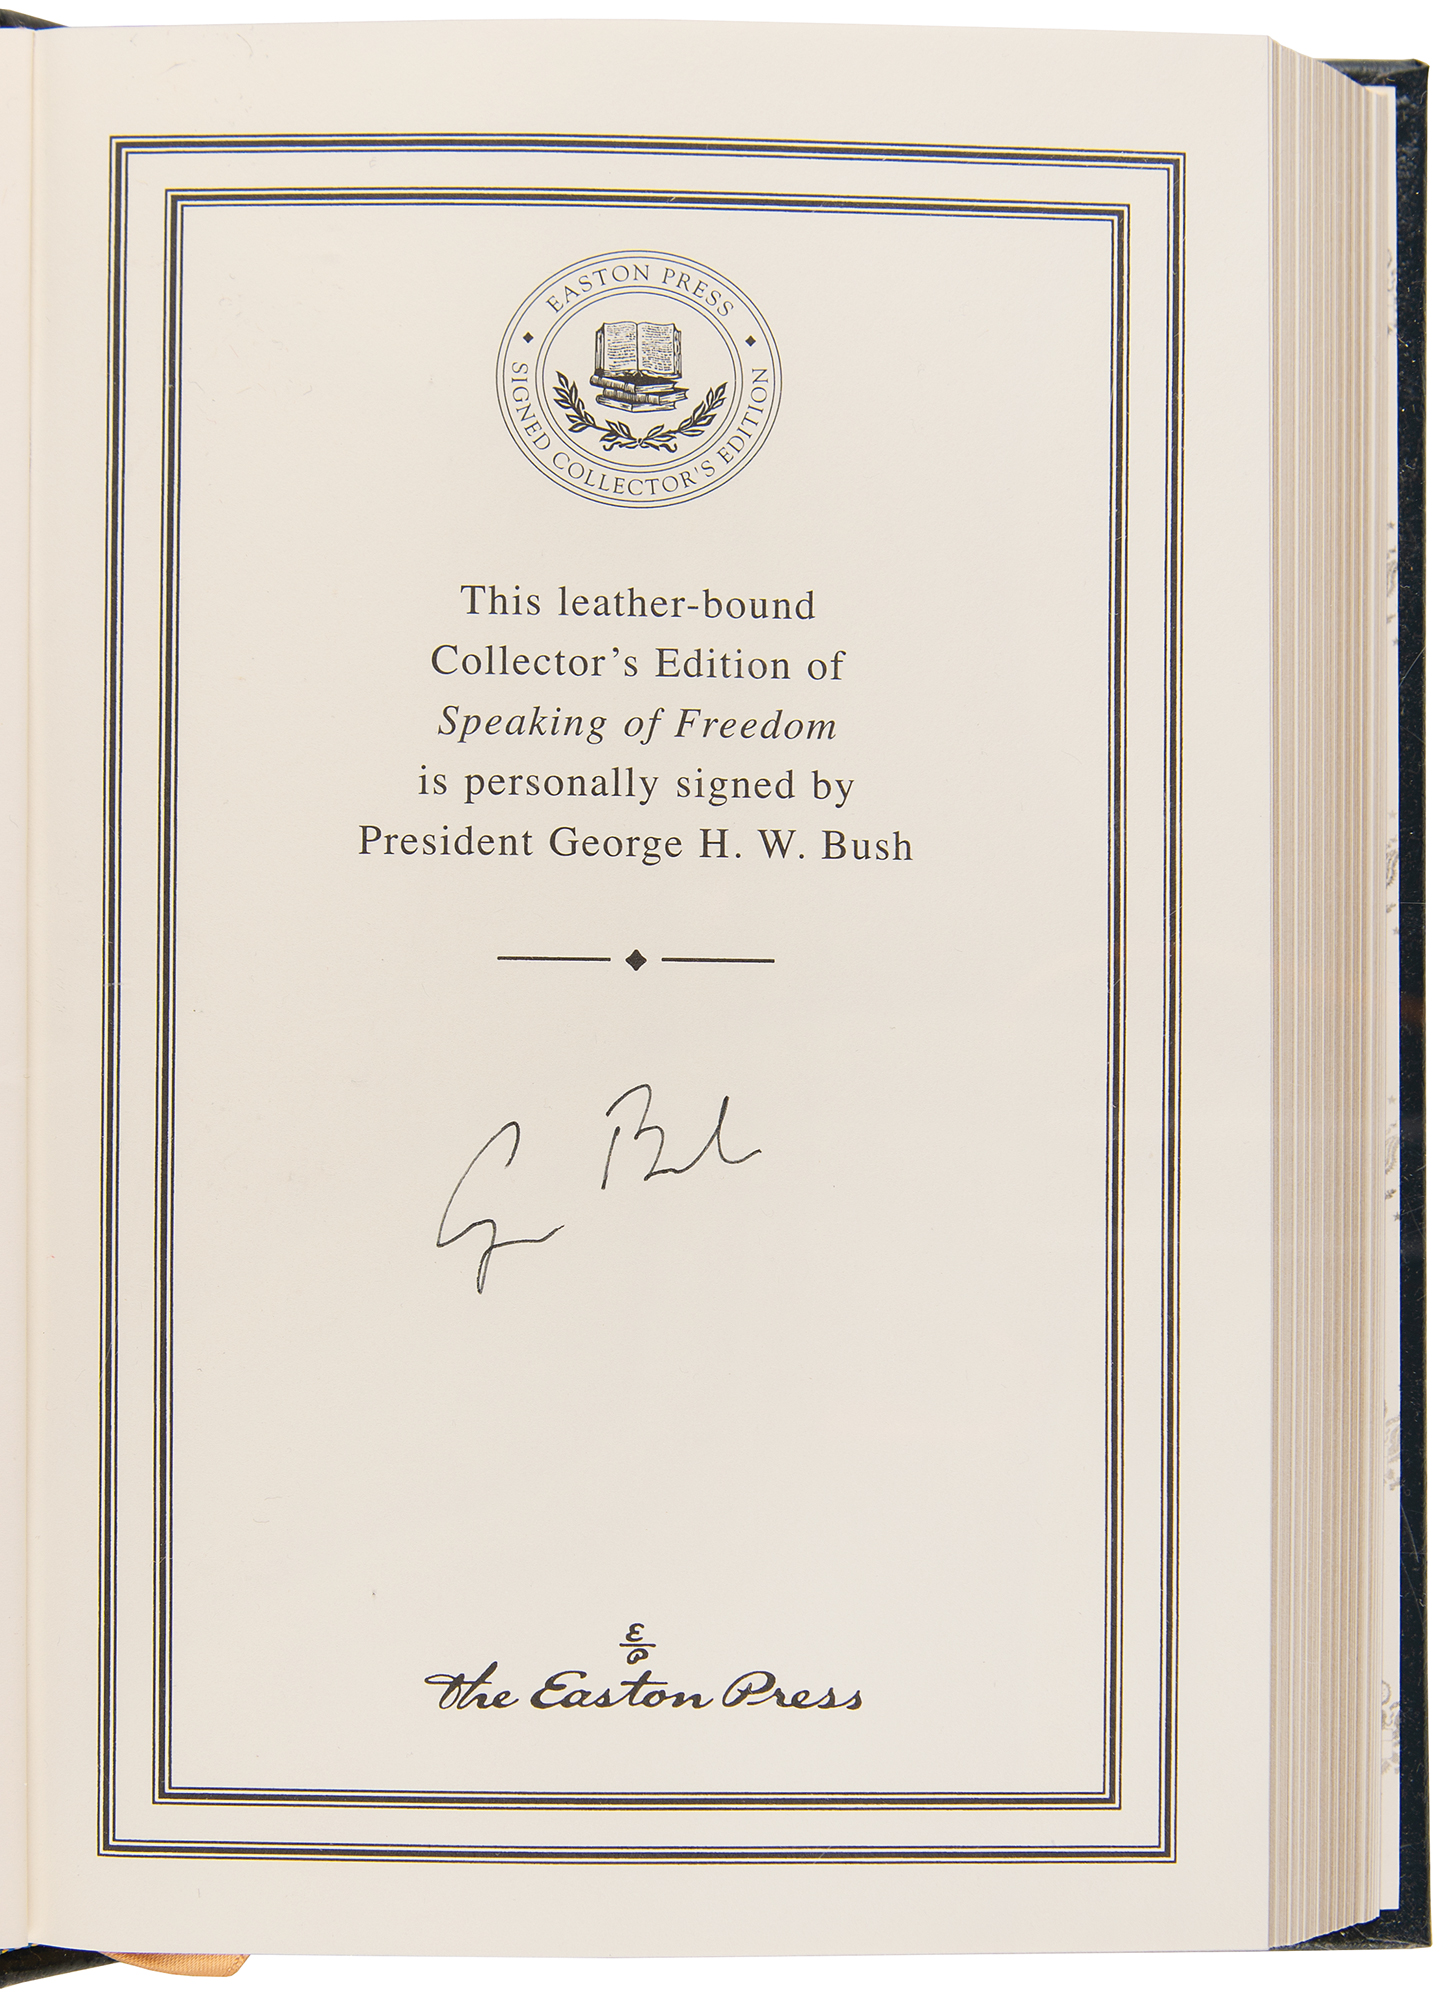 EASTON PRESS
SIGNED COLLECTOR'S EDITION
This leather-bound
Collector’s Edition of
Speaking of Freedom
is personally signed by
President George H. W. Bush
G Bush
E
P
The Easton Press